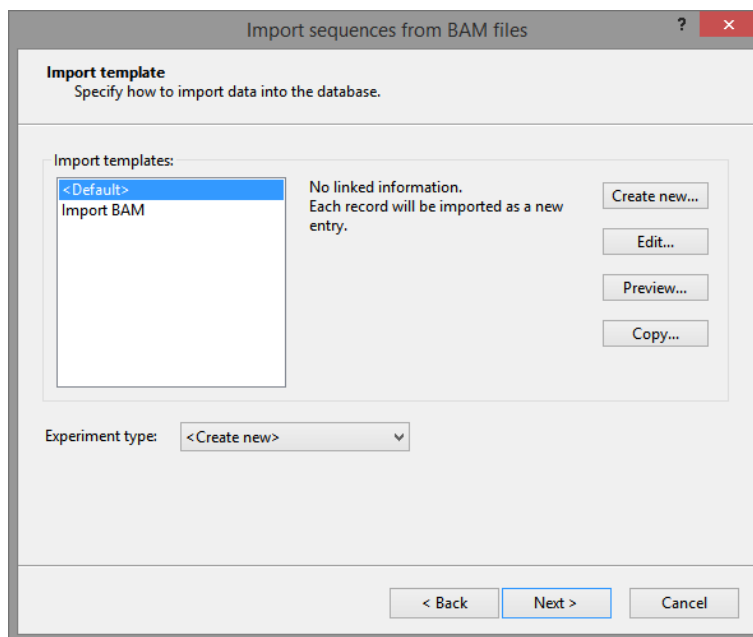 Import sequences from BAM files
?
Import template
Specify how to import data into the database.
Import templates:
<Default>
Import BAM
No linked information.
Each record will be imported as a new
entry.
Create new...
Edit...
Preview...
Copy...
Experiment type:
<Create new>
< Back
Next >
Cancel